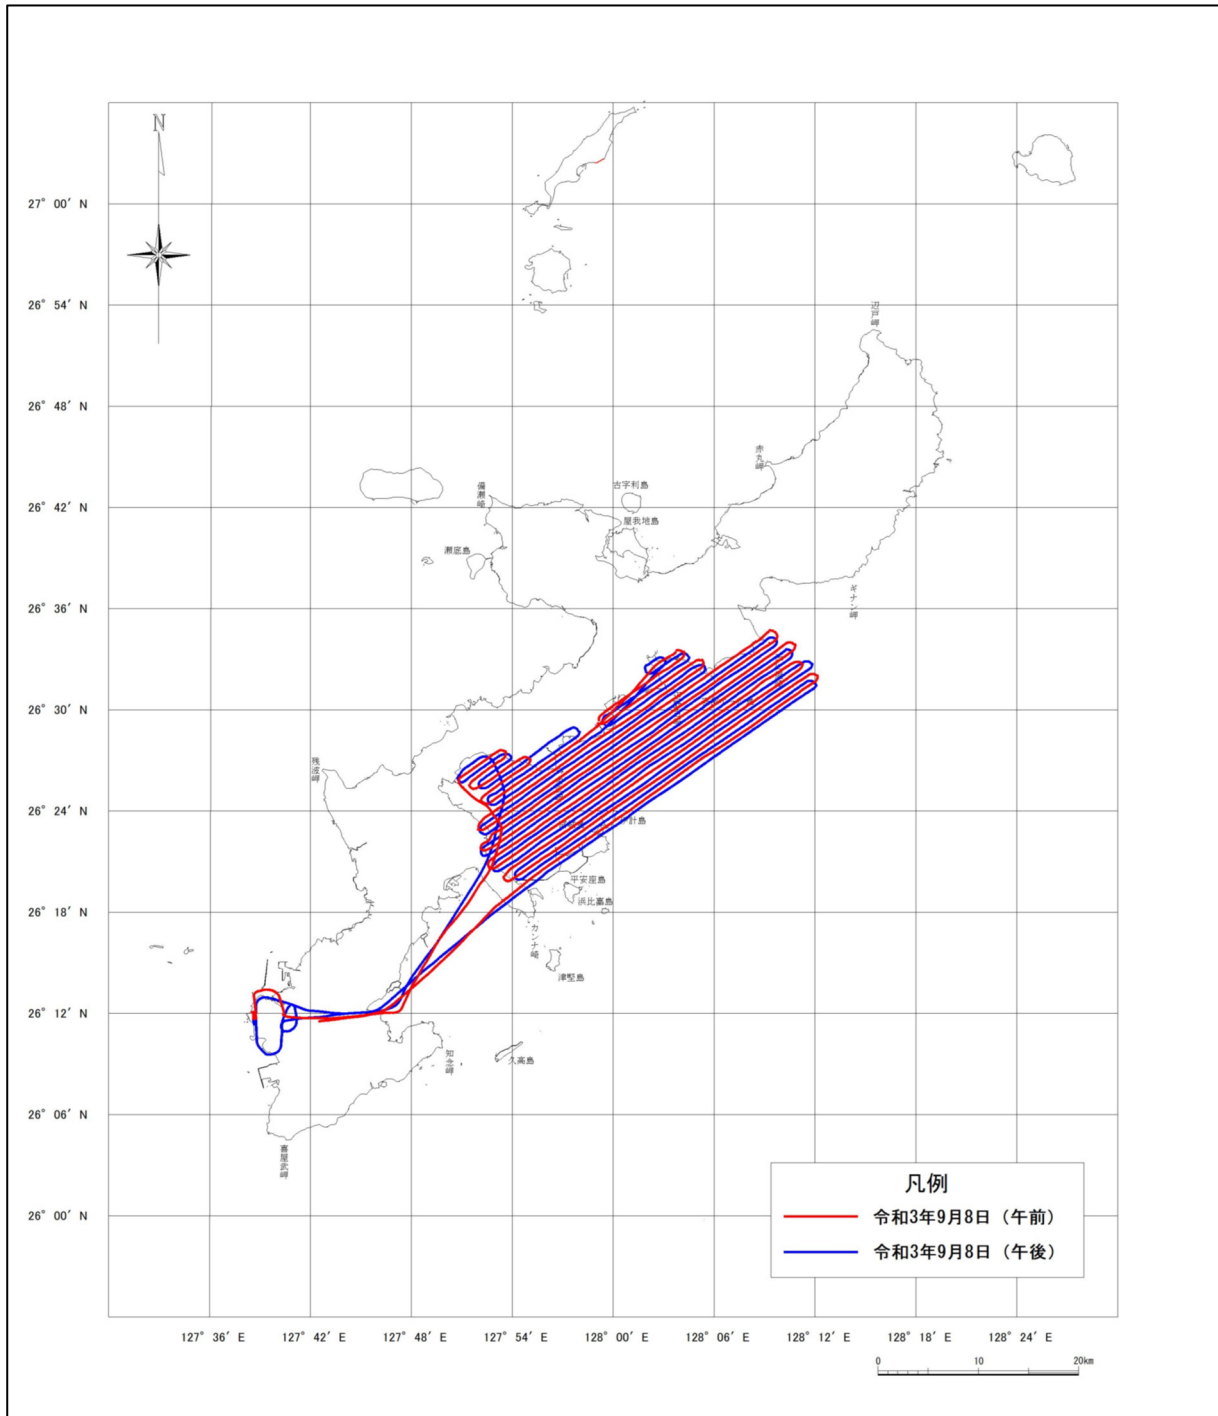 N
27° 00′ N
26° 54′ N
辺戸岬
26° 48′ N
赤丸岬
備瀬崎
古宇利島
26° 42′ N
屋我地島
瀬底島
26° 36′ N
ギナン岬
26° 30′ N
残波岬
26° 24′ N
計島
平安座島
26° 18′ N
浜比嘉島
カンナ崎
津堅島
26° 12′ N
知念岬
久高島
26° 06′ N
喜屋武岬
凡例
26° 00′ N
令和3年9月8日（午前）
令和3年9月8日（午後）
127° 36′ E
127° 42′ E
127° 48′ E
127° 54′ E
128° 00′ E
128° 06′ E
128° 12′ E
128° 18′ E
128° 24′ E
0
10
20km